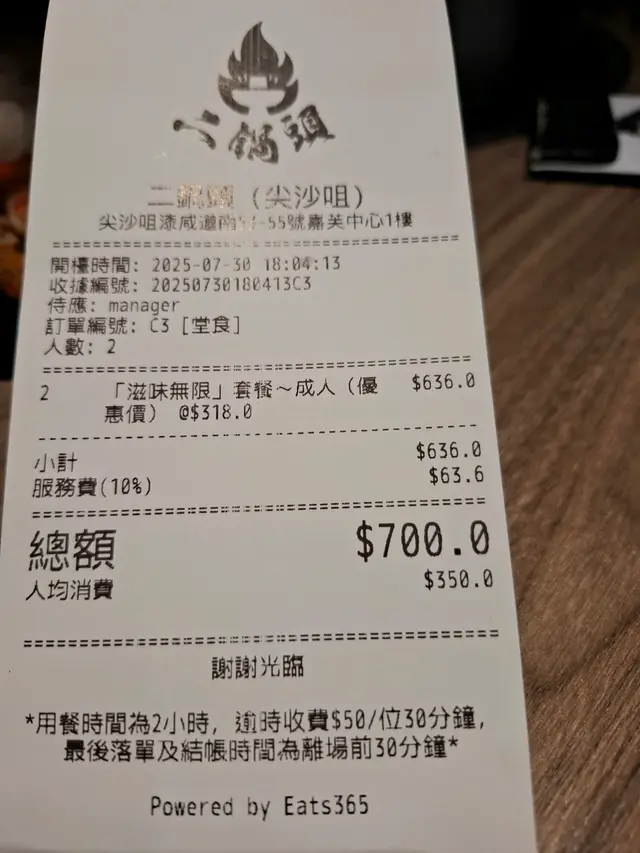 二鍋頭
二鍋頭 (尖沙咀)
尖沙咀漆咸道南53-55號嘉芙中心1樓
開檯時間: 2025-07-30 18:04:13
收據編號: 20250730180413C3
侍應: manager
訂單編號: C3 [堂食]
人數: 2
2 「滋味無限」套餐～成人 (優 $636.0
惠價) @$318.0
小計 $636.0
服務費(10%) $63.6
總額 $700.0
人均消費 $350.0
謝謝光臨
*用餐時間為2小時, 逾時收費$50/位30分鐘,
最後落單及結帳時間為離場前30分鐘*
Powered by Eats365